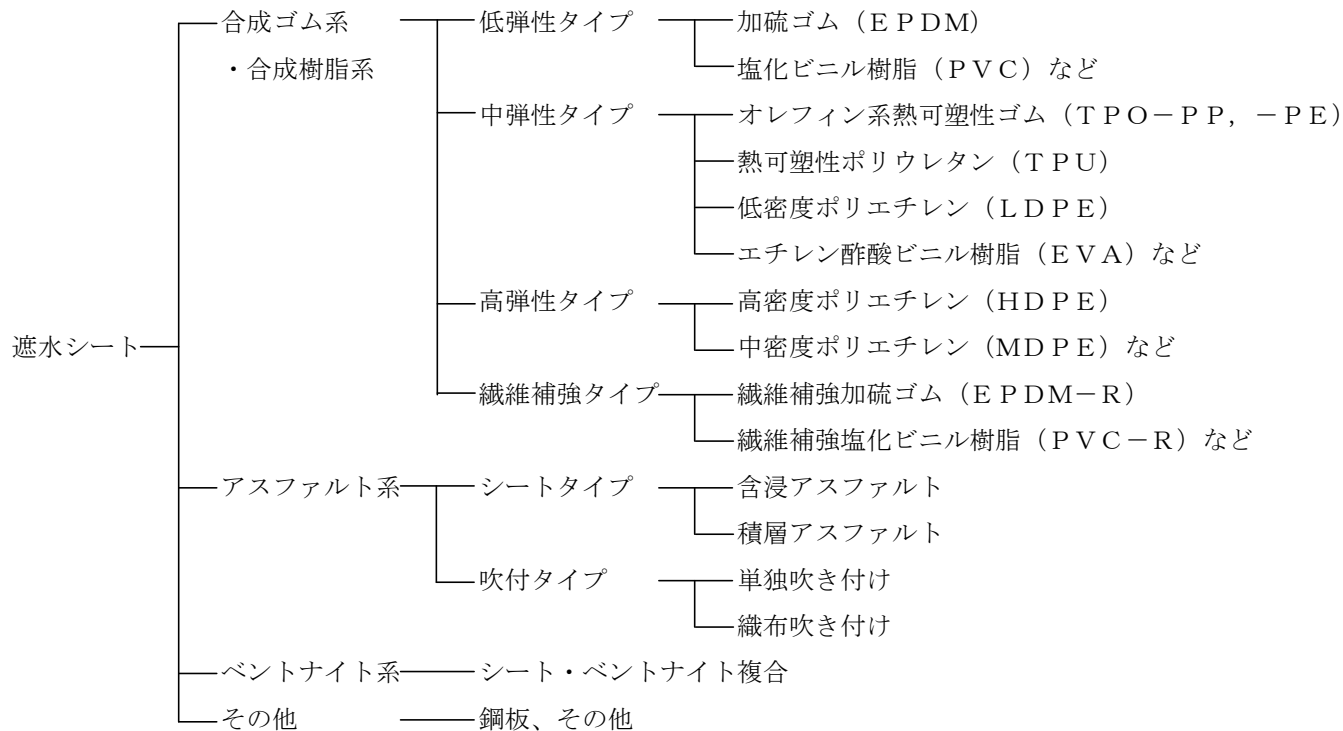 合成ゴム系 低弾性タイプ 加硫ゴム（ＥＰＤＭ）
・合成樹脂系 塩化ビニル樹脂（ＰＶＣ）など
中弾性タイプ オレフィン系熱可塑性ゴム（ＴＰＯ－ＰＰ，－ＰＥ）
熱可塑性ポリウレタン（ＴＰＵ）
低密度ポリエチレン（ＬＤＰＥ）
エチレン酢酸ビニル樹脂（ＥＶＡ）など
高弾性タイプ 高密度ポリエチレン（ＨＤＰＥ）
遮水シート 中密度ポリエチレン（ＭＤＰＥ）など
繊維補強タイプ 繊維補強加硫ゴム（ＥＰＤＭ－Ｒ）
繊維補強塩化ビニル樹脂（ＰＶＣ－Ｒ）など
アスファルト系 シートタイプ 含浸アスファルト
積層アスファルト
吹付タイプ 単独吹き付け
織布吹き付け
ベントナイト系 シート・ベントナイト複合
その他 鋼板、その他